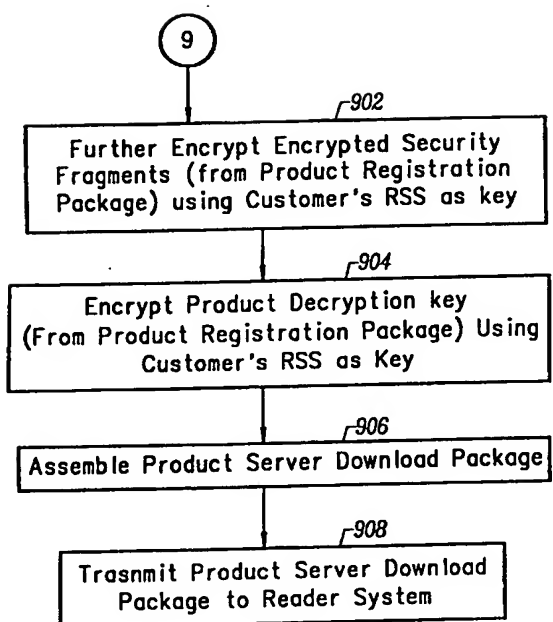 9
902
Further Encrypt Encrypted Security
Fragments (from Product Registration
Package) using Customer's RSS as key
904
Encrypt Product Decryption key
(From Product Registration Package) Using
Customer's RSS as Key
906
Assemble Product Server Download Package
908
Trasnmit Product Server Download
Package to Reader System